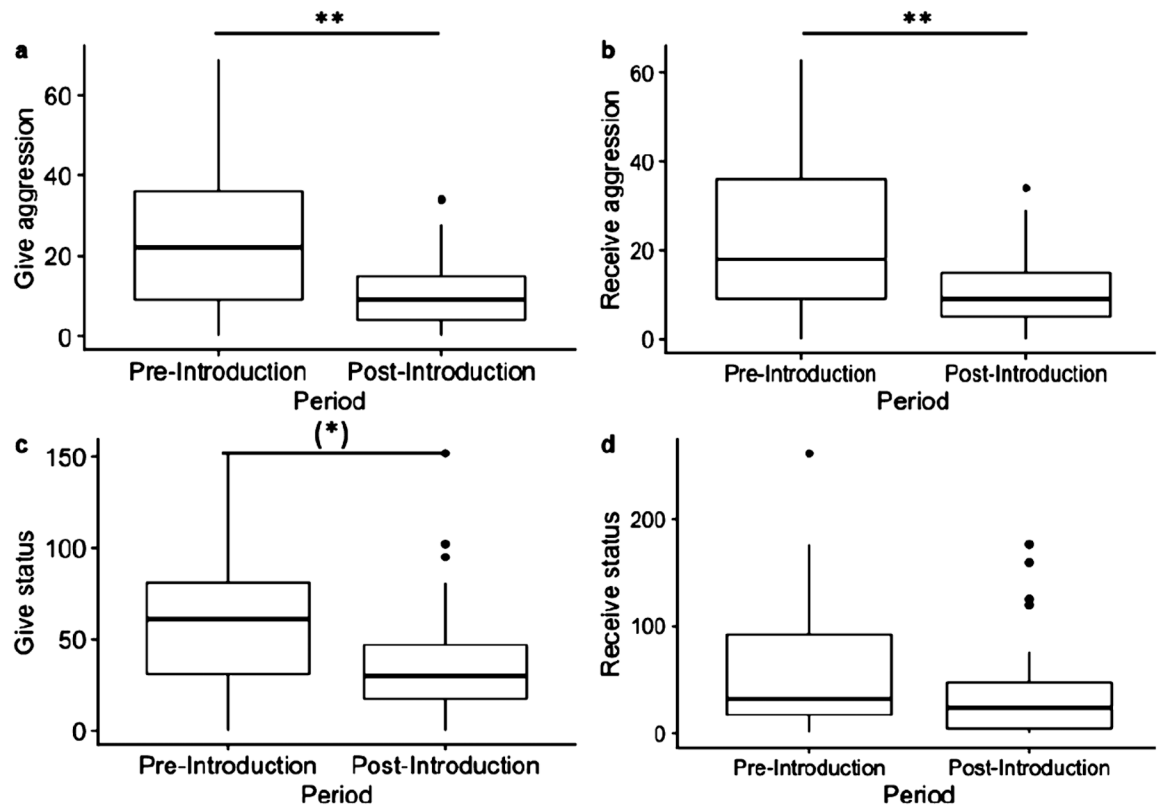 a
**
Give aggression
60
40
20
0
Pre-Introduction Post-Introduction
Period
b
**
Receive aggression
60
40
20
0
Pre-Introduction Post-Introduction
Period
c
(*)
Give status
150
100
50
0
Pre-Introduction Post-Introduction
Period
d
Receive status
200
100
0
Pre-Introduction Post-Introduction
Period